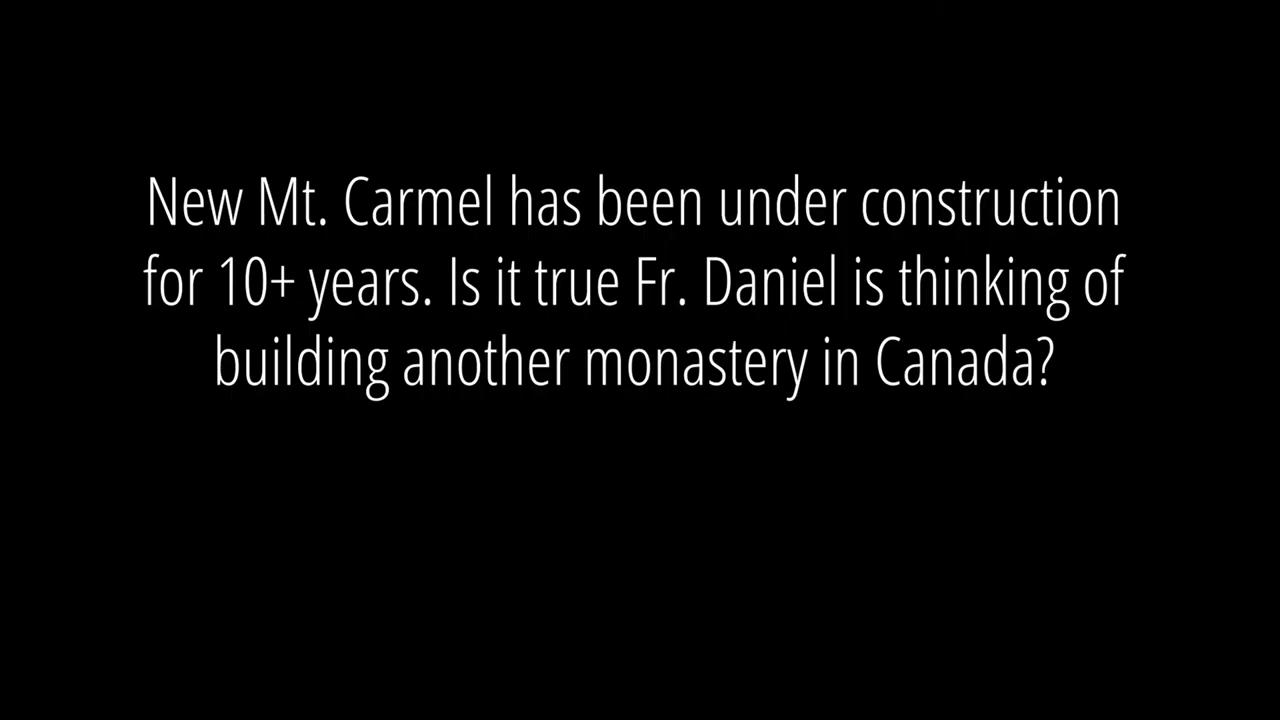 New Mt. Carmel has been under construction
for 10+ years. Is it true Fr. Daniel is thinking of
building another monastery in Canada?